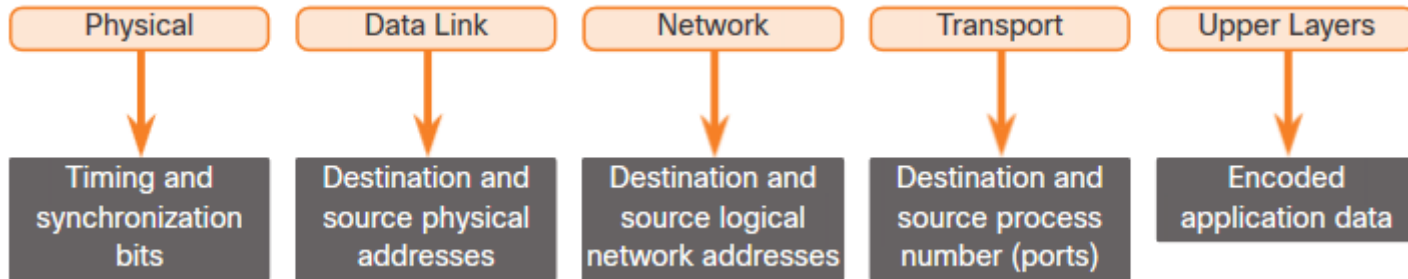 Physical
Data Link
Network
Transport
Upper Layers
Timing and
synchronization
bits
Destination and
source physical
addresses
Destination and
source logical
network addresses
Destination and
source process
number (ports)
Encoded
application data